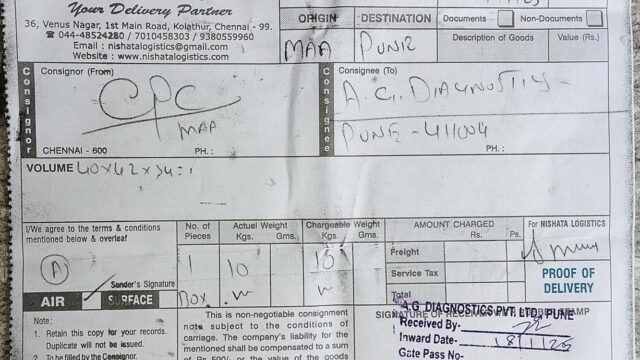 Your Delivery Partner
36, Venus Nagar, 1st Main Road, Kolathur, Chennai - 99.
☎ 044-48524280 / 7010458303 / 9380559960
Email : nishatalogistics@gmail.com
Website : www.nishatalogistics.com
ORIGIN DESTINATION
MAA PUNE
Documents Non-Documents
Description of Goods Value (Rs.)
Consignor
Consignor (From)
CPC
MAA
CHENNAI - 600 PH. :
Consignee
Consignee (To)
A.G. DIAGNOSTIS
PUNE - 411004
PH. :
VOLUME 40x42x34=1
I/We agree to the terms & conditions
mentioned below & overleaf
A
Sender's Signature
AIR SURFACE
No. of Pieces Actual Weight Kgs. Gms. Chargeable Weight Kgs. Gms.
1 10
Box
AMOUNT CHARGED
Rs. Ps.
Freight
Service Tax
Total
For NISHATA LOGISTICS
PROOF OF
DELIVERY
Note :
1. Retain this copy for your records.
Duplicate will not be issued.
2. To be filled by the Consignor.
This is non-negotiable consignment
note subject to the conditions of
carriage. The company's liability for the
mentioned shall be compensated to a sum
SIGNATURE OF RECEIVER STAMP
A.G. DIAGNOSTICS PVT. LTD. PUNE
Received By-
Inward Date-
Gate Pass No-